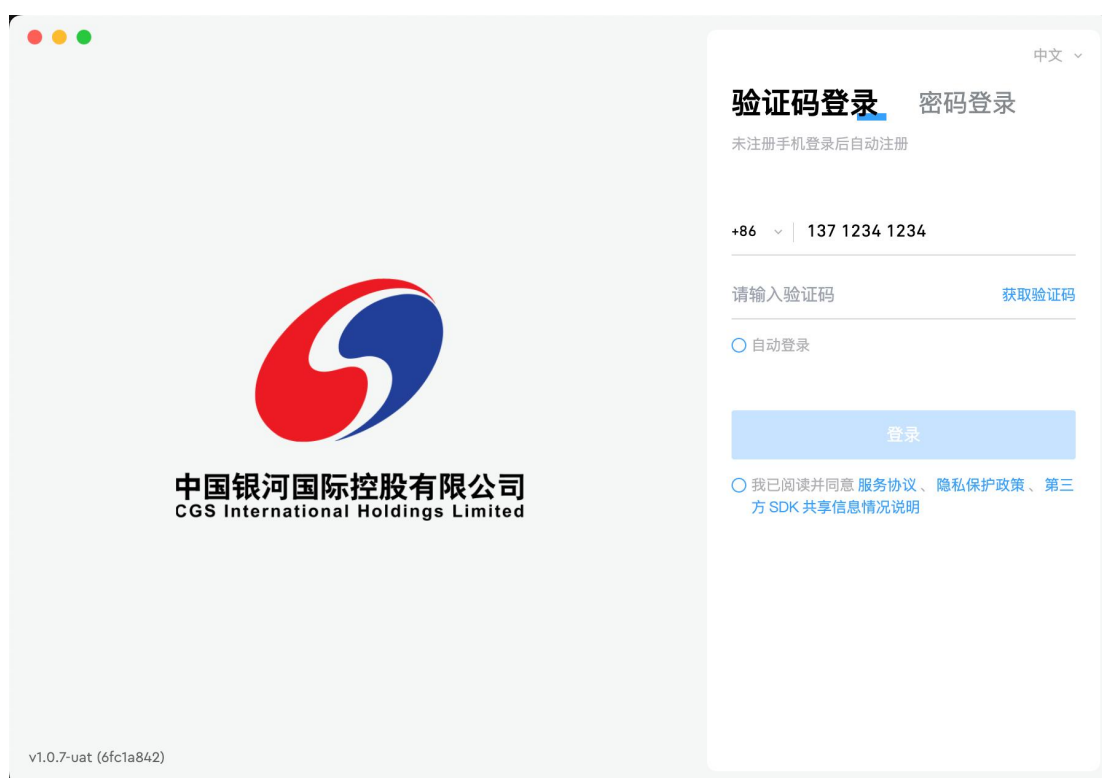 中文
验证码登录 密码登录
未注册手机登录后自动注册
+86 137 1234 1234
请输入验证码 获取验证码
自动登录
登录
我已阅读并同意 服务协议 、 隐私保护政策 、 第三
方 SDK 共享信息情况说明
中国银河国际控股有限公司
CGS International Holdings Limited
v1.0.7-uat (6fc1a842)